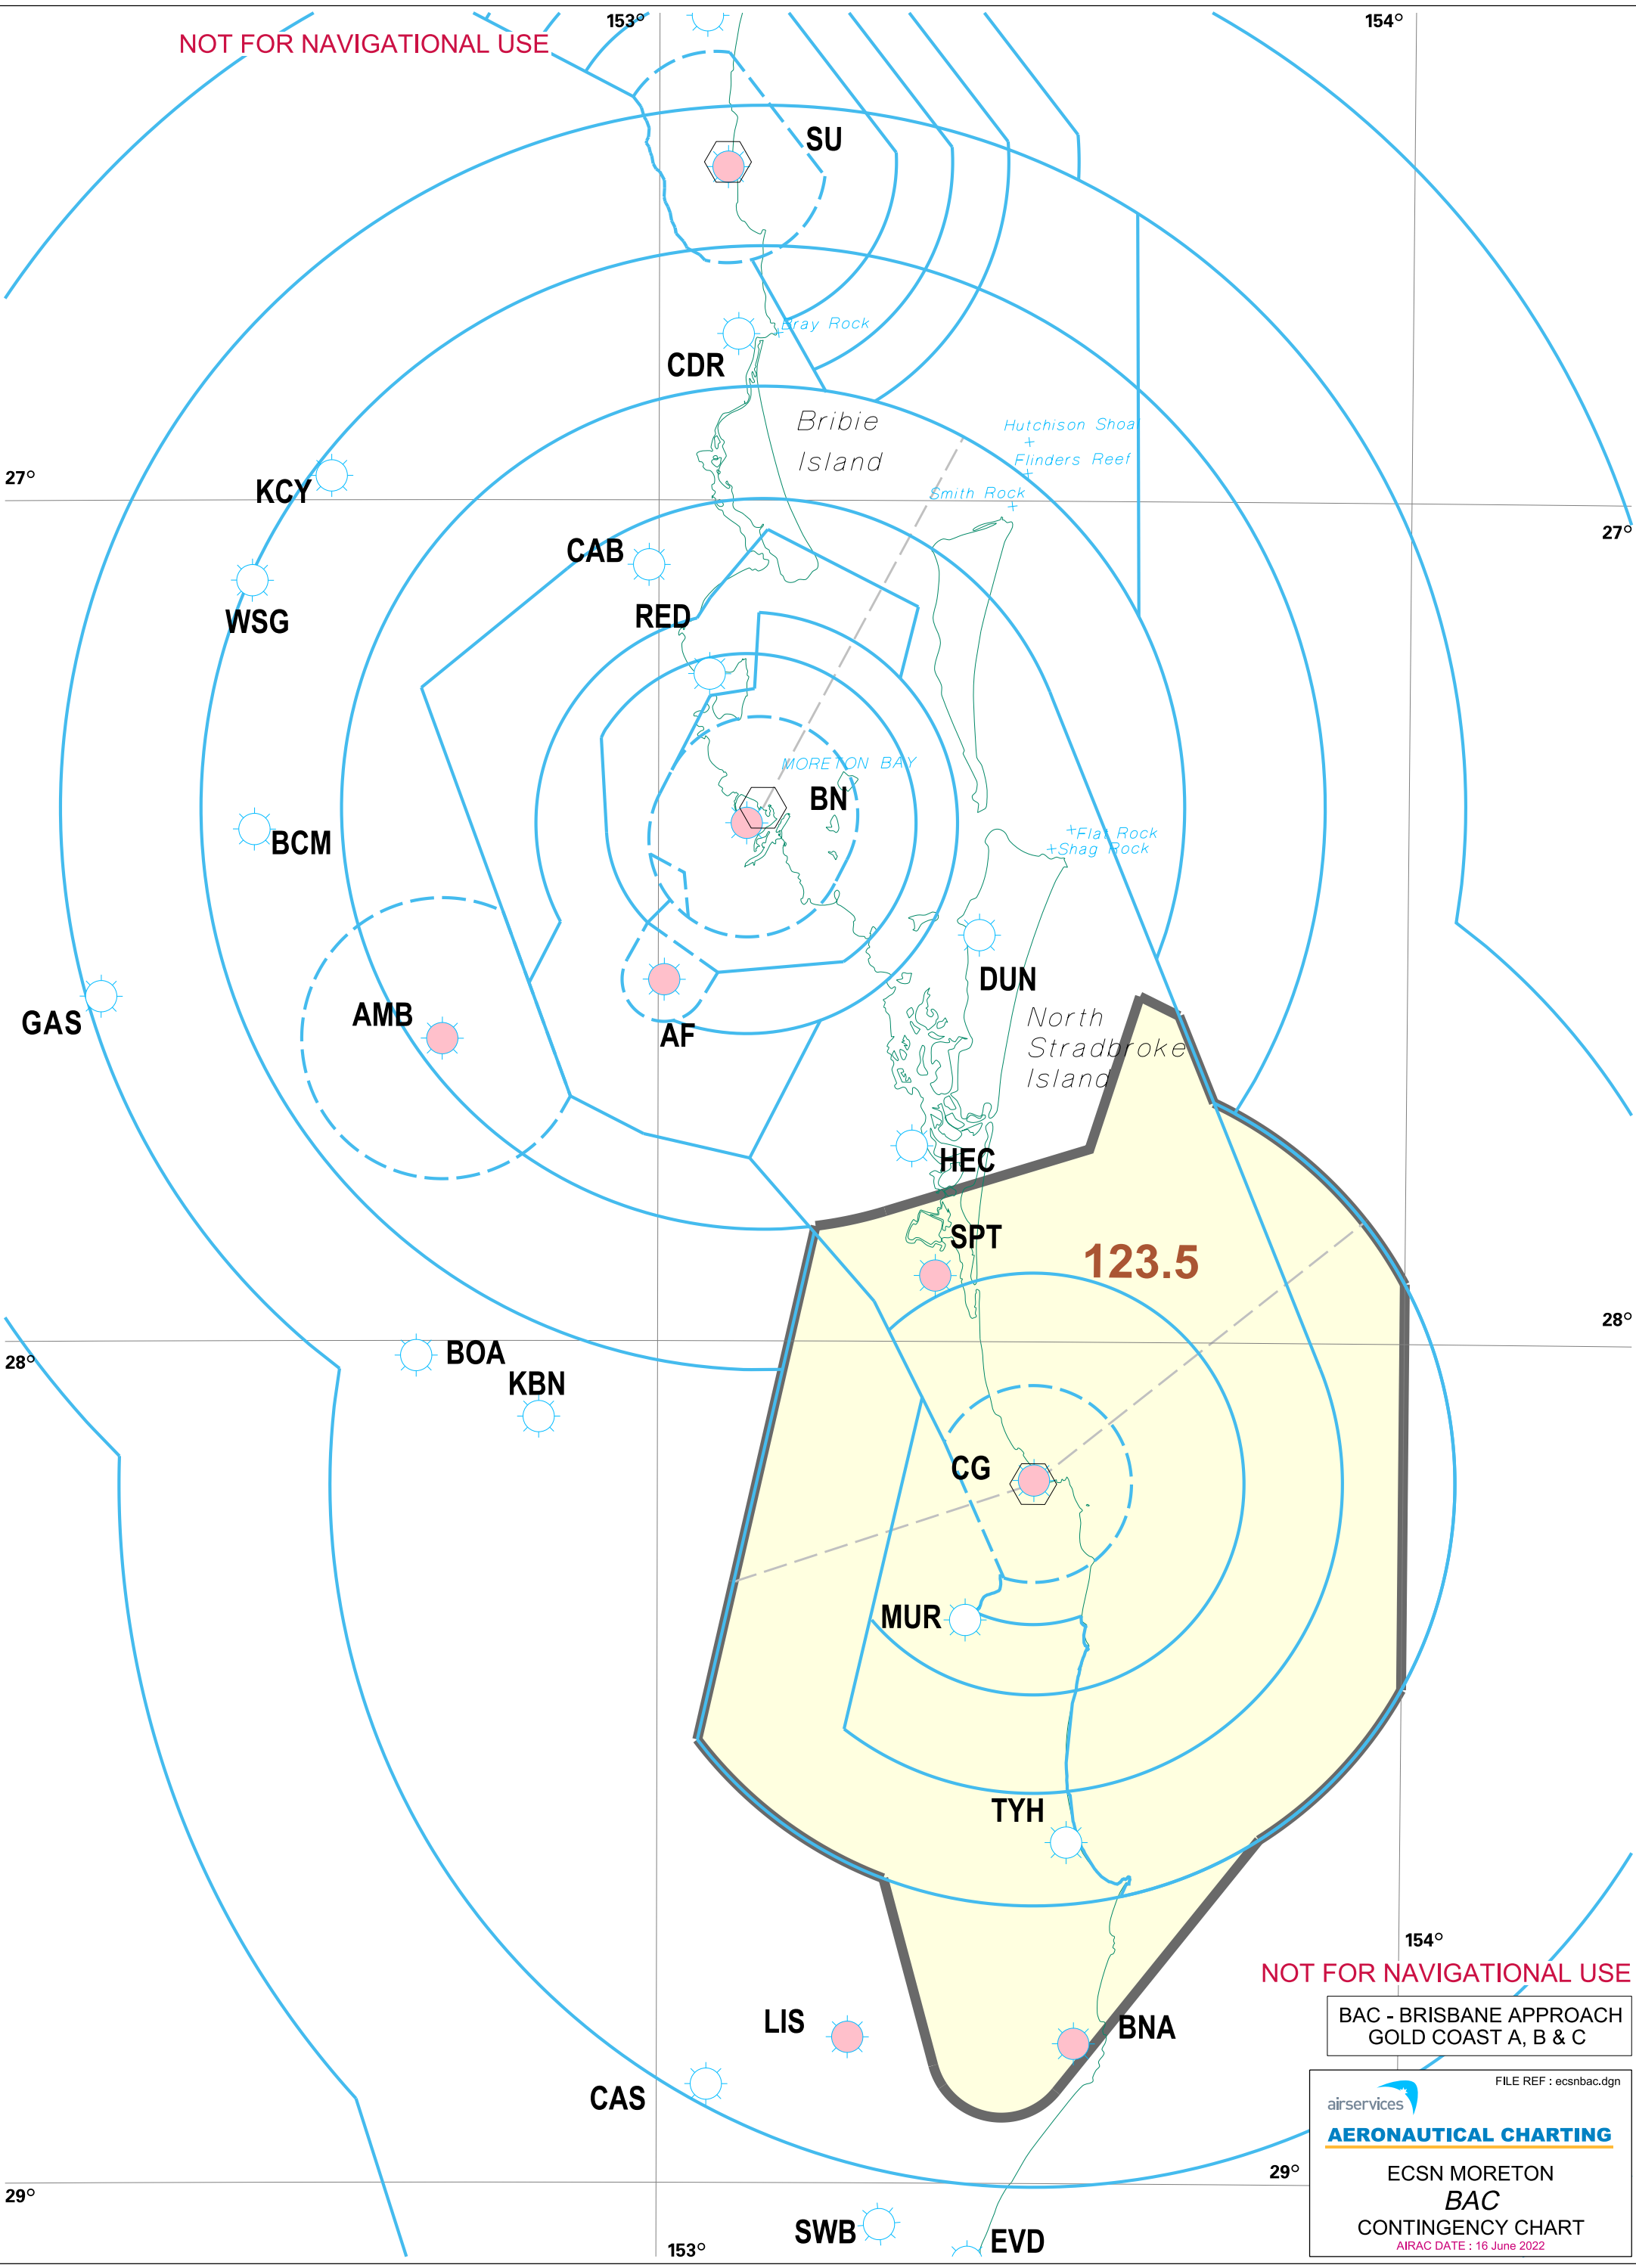 153°
154°
NOT FOR NAVIGATIONAL USE
SU
Bray Rock
CDR
Bribie
Island
Hutchison Shoal
Flinders Reef
Smith Rock
27°
KCY
27°
CAB
WSG
RED
MORETON BAY
BN
BCM
Flat Rock
Shag Rock
DUN
GAS
AMB
AF
North
Stradbroke
Island
HEC
SPT
123.5
28°
28°
BOA
KBN
CG
MUR
TYH
154°
NOT FOR NAVIGATIONAL USE
BAC - BRISBANE APPROACH
GOLD COAST A, B & C
LIS
BNA
CAS
FILE REF : ecsnbac.dgn
airservices
AERONAUTICAL CHARTING
ECSN MORETON
BAC
CONTINGENCY CHART
AIRAC DATE : 16 June 2022
29°
29°
SWB
EVD
153°